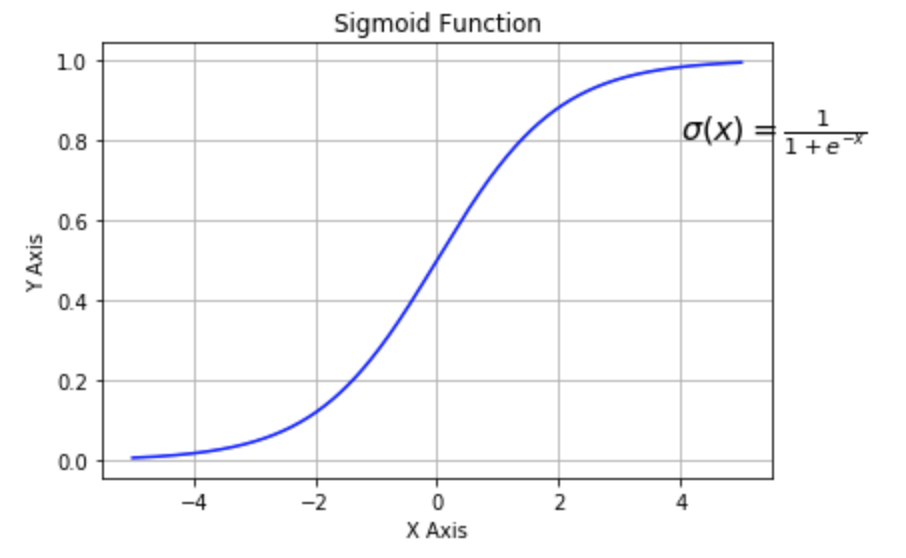 Sigmoid Function
1.0
0.8
0.6
0.4
0.2
0.0
Y Axis
σ(x) = 1/(1+e^{-x})
−4 −2 0 2 4
X Axis